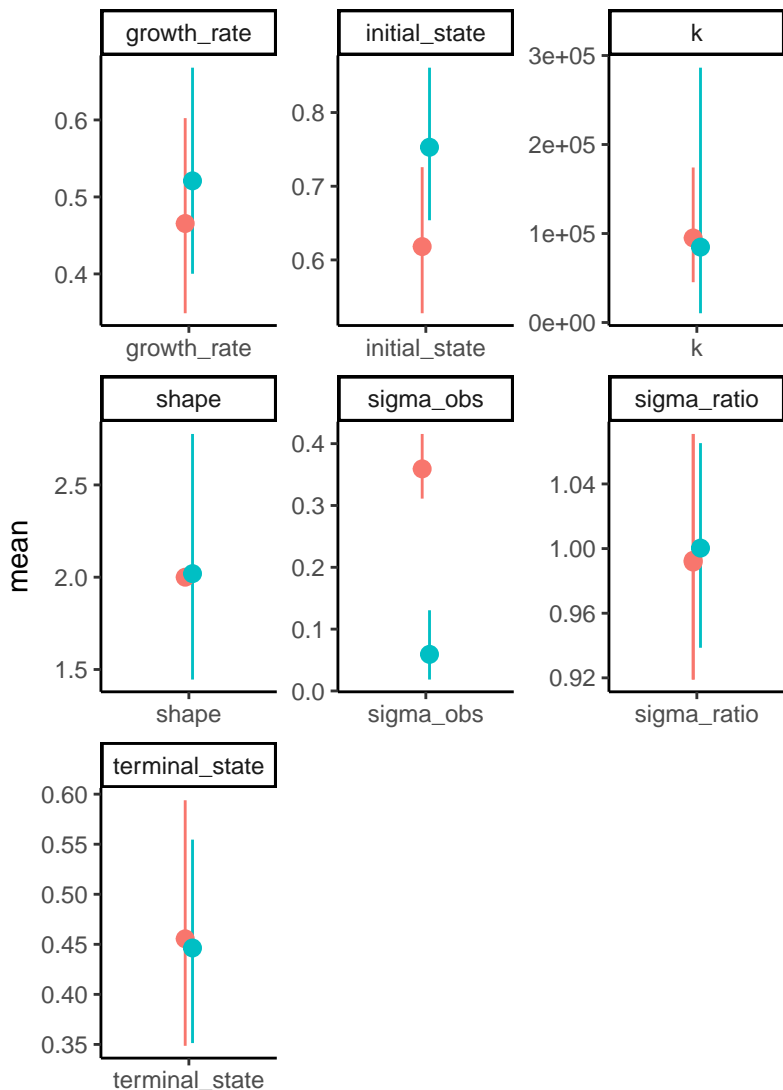 growth_rate
0.6
0.5
0.4
growth_rate
initial_state
0.8
0.7
0.6
initial_state
k
3e+05
2e+05
1e+05
0e+00
k
mean
shape
2.5
2.0
1.5
shape
sigma_obs
0.4
0.3
0.2
0.1
0.0
sigma_obs
sigma_ratio
1.04
1.00
0.96
0.92
sigma_ratio
terminal_state
0.60
0.55
0.50
0.45
0.40
0.35
terminal_state